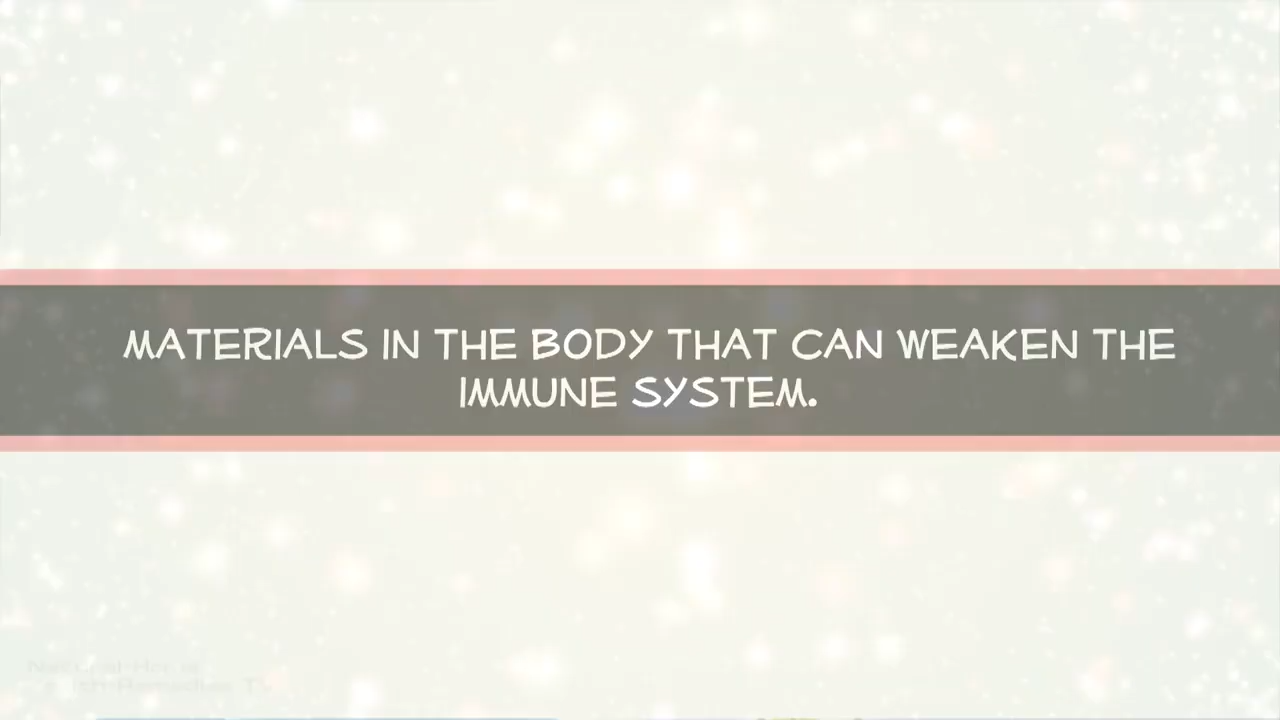 MATERIALS IN THE BODY THAT CAN WEAKEN THE
IMMUNE SYSTEM.